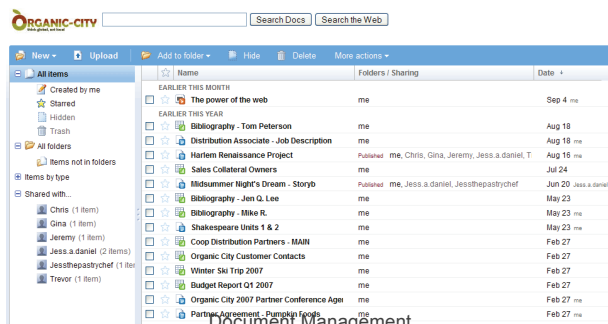 ORGANIC-CITY
think global, eat local
Search Docs Search the Web
New Upload Add to folder Hide Delete More actions
All items
Created by me
Starred
Hidden
Trash
All folders
Items not in folders
Items by type
Shared with...
Chris (1 item)
Gina (1 item)
Jeremy (1 item)
Jess.a.daniel (2 items)
Jessthepastrychef (1 iter
Trevor (1 item)
Name Folders / Sharing Date
EARLIER THIS MONTH
The power of the web me Sep 4 me
EARLIER THIS YEAR
Bibliography - Tom Peterson me Aug 18
Distribution Associate - Job Description me Aug 18 me
Harlem Renaissance Project Published me, Chris, Gina, Jeremy, Jess.a.daniel, T Aug 16 me
Sales Collateral Owners me Jul 24
Midsummer Night's Dream - Storyb Published me, Jess.a.daniel, Jessthepastrychef Jun 20 Jess.a.daniel
Bibliography - Jen Q. Lee me May 23
Bibliography - Mike R. me May 23 me
Shakespeare Units 1 & 2 me May 23 me
Coop Distribution Partners - MAIN me Feb 27
Organic City Customer Contacts me Feb 27
Winter Ski Trip 2007 me Feb 27
Budget Report Q1 2007 me Feb 27
Organic City 2007 Partner Conference Agen me Feb 27 me
Partner Agreement - Pumpkin Foods me Feb 27 me
Document Management